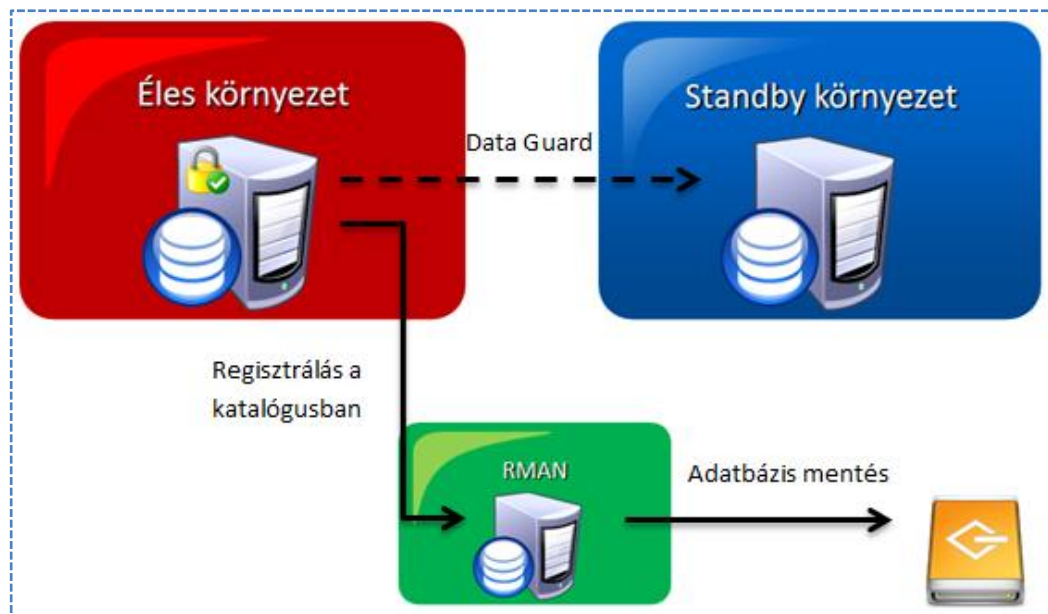 Éles környezet
Standby környezet
Data Guard
Regisztrálás a
katalógusban
RMAN
Adatbázis mentés